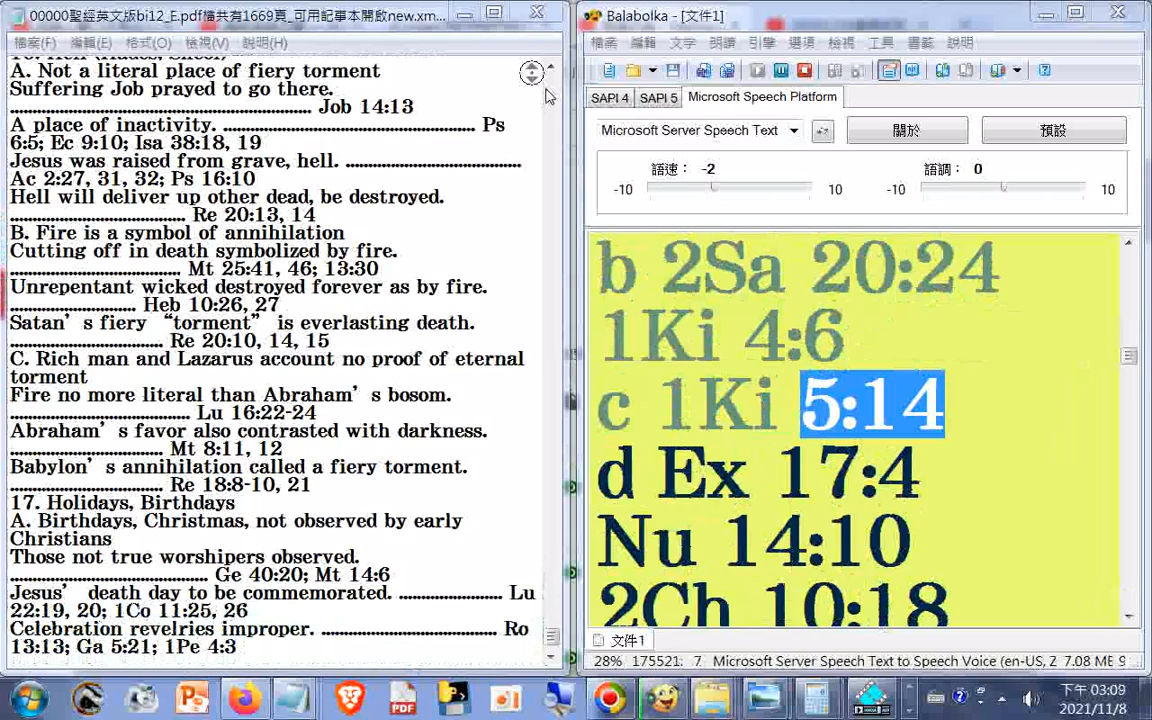 00000聖經英文版bi12_E.pdf檔共有1669頁_可用記事本開啟new.xm...
檔案(F) 編輯(E) 格式(O) 檢視(V) 說明(H)
A. Not a literal place of fiery torment
Suffering Job prayed to go there.
........................................................ Job 14:13
A place of inactivity. .............................................. Ps
6:5; Ec 9:10; Isa 38:18, 19
Jesus was raised from grave, hell. ................................
Ac 2:27, 31, 32; Ps 16:10
Hell will deliver up other dead, be destroyed.
................................ Re 20:13, 14
B. Fire is a symbol of annihilation
Cutting off in death symbolized by fire.
............................... Mt 25:41, 46; 13:30
Unrepentant wicked destroyed forever as by fire.
....................... Heb 10:26, 27
Satan’s fiery “torment” is everlasting death.
............................ Re 20:10, 14, 15
C. Rich man and Lazarus account no proof of eternal
torment
Fire no more literal than Abraham’s bosom.
................................. Lu 16:22-24
Abraham’s favor also contrasted with darkness.
............................ Mt 8:11, 12
Babylon’s annihilation called a fiery torment.
............................ Re 18:8-10, 21
17. Holidays, Birthdays
A. Birthdays, Christmas, not observed by early
Christians
Those not true worshipers observed.
.................................... Ge 40:20; Mt 14:6
Jesus’ death day to be commemorated. ................... Lu
22:19, 20; 1Co 11:25, 26
Celebration revelries improper. ................................ Ro
13:13; Ga 5:21; 1Pe 4:3
Balabolka - [文件1]
檔案 編輯 文字 朗讀 引擎 選項 檢視 工具 書籤 說明
SAPI 4 SAPI 5 Microsoft Speech Platform
Microsoft Server Speech Text 關於 預設
語速： -2 語調： 0
-10 10 -10 10
b 2Sa 20:24
1Ki 4:6
c 1Ki 5:14
d Ex 17:4
Nu 14:10
2Ch 10:18
文件1
28% 175521: 7 Microsoft Server Speech Text to Speech Voice (en-US, Z 7.08 MB 9
PDF
下午 03:09
2021/11/8